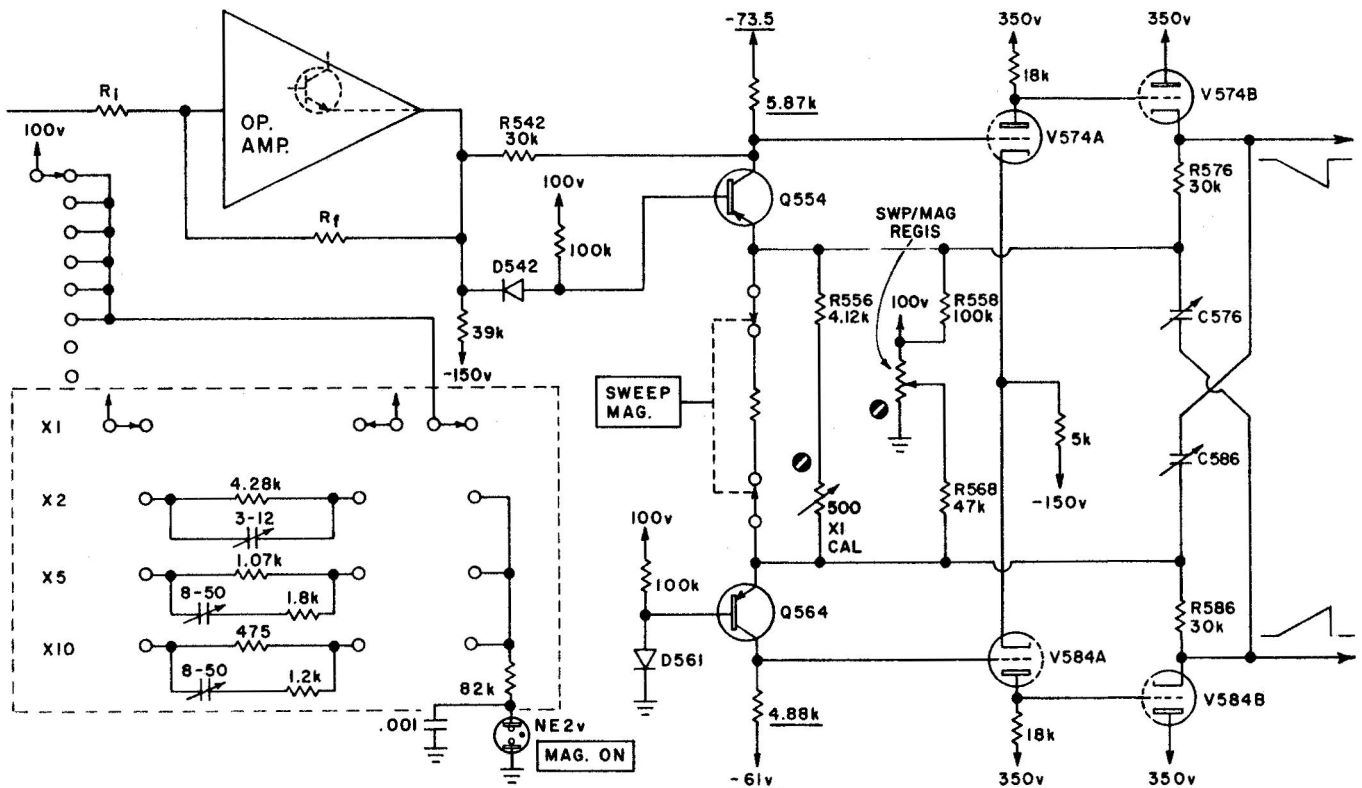 -73.5
350v
350v
18k
V574B
5.87k
V574A
R576
30k
Ri
OP.
AMP.
100v
R542
30k
100v
Q554
Rf
100k
D542
SWP/MAG
REGIS
R556
4.12k
100v
R558
100k
C576
39k
-150v
SWEEP
MAG.
5k
-150v
C586
X1
500
X1
CAL
R568
47k
X2
4.28k
3-12
100v
100k
X5
1.07k
8-50
1.8k
Q564
R586
30k
X10
475
8-50
1.2k
D561
V584A
82k
V584B
.001
NE2v
MAG. ON
4.88k
18k
-61v
350v
350v